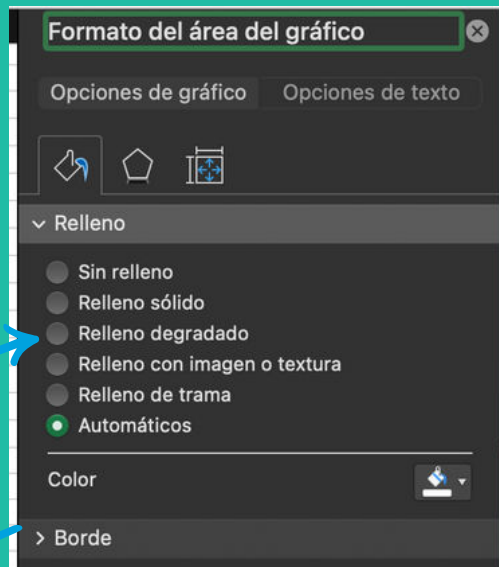 Formato del área del gráfico
Opciones de gráfico Opciones de texto
Relleno
Sin relleno
Relleno sólido
Relleno degradado
Relleno con imagen o textura
Relleno de trama
Automáticos
Color
Borde